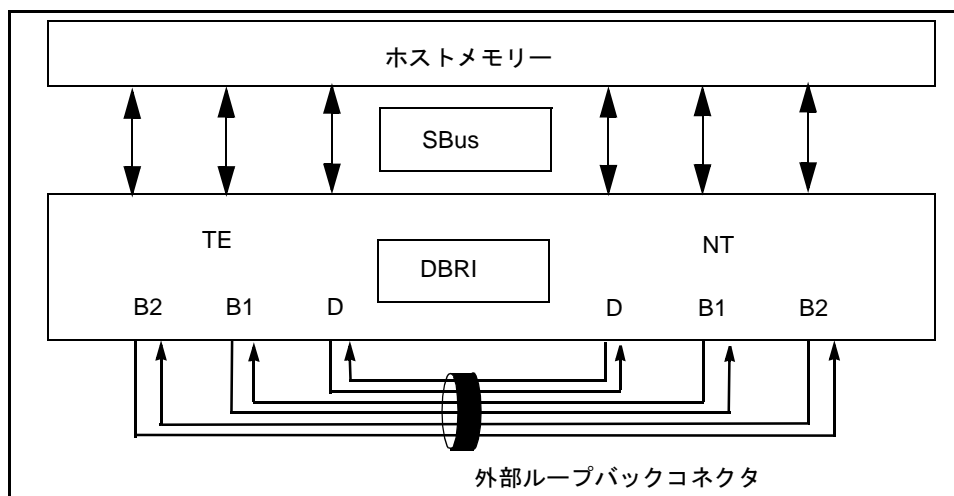 ホストメモリー
SBus
TE
NT
DBRI
B2 B1 D D B1 B2
外部ループバックコネクタ